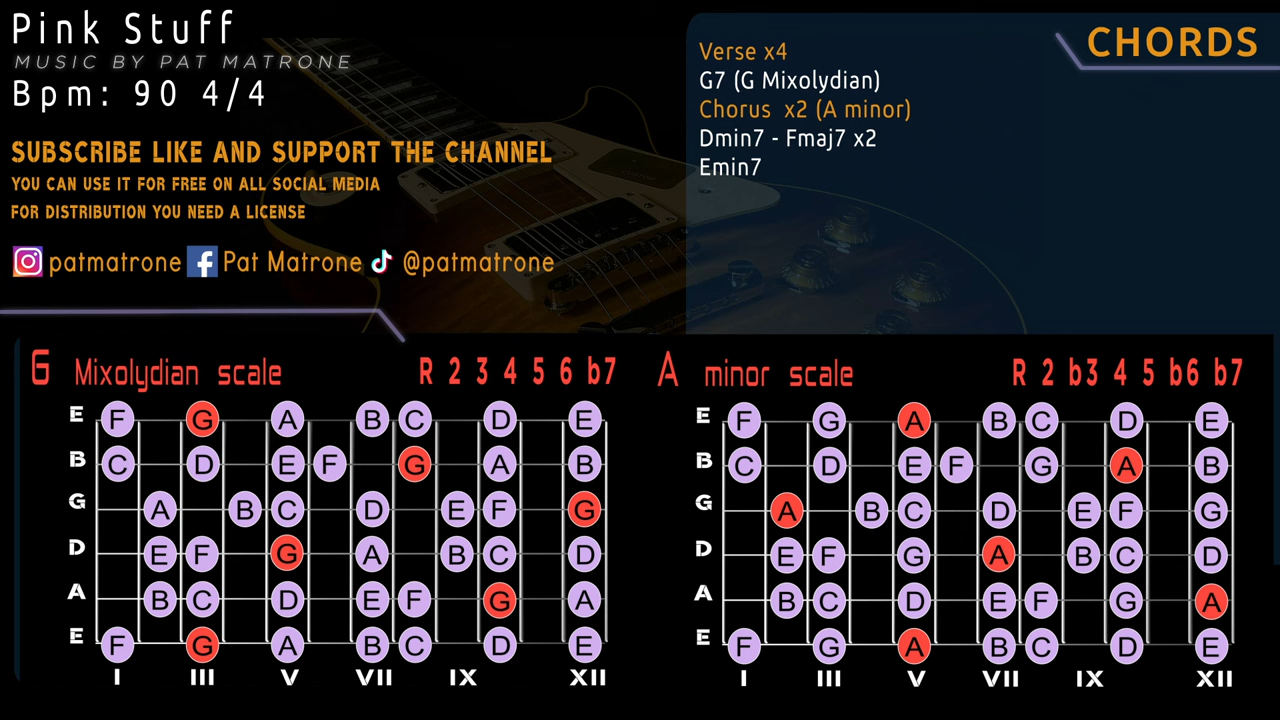 Pink Stuff
MUSIC BY PAT MATRONE
Bpm: 90 4/4
SUBSCRIBE LIKE AND SUPPORT THE CHANNEL
YOU CAN USE IT FOR FREE ON ALL SOCIAL MEDIA
FOR DISTRIBUTION YOU NEED A LICENSE
patmatrone Pat Matrone @patmatrone
CHORDS
Verse x4
G7 (G Mixolydian)
Chorus x2 (A minor)
Dmin7 - Fmaj7 x2
Emin7
G Mixolydian scale R 2 3 4 5 6 b7
E F G A B C D E
B C D E F G A B
G A B C D E F G
D E F G A B C D
A B C D E F G A
E F G A B C D E
I III V VII IX XII
A minor scale R 2 b3 4 5 b6 b7
E F G A B C D E
B C D E F G A B
G A B C D E F G
D E F G A B C D
A B C D E F G A
E F G A B C D E
I III V VII IX XII